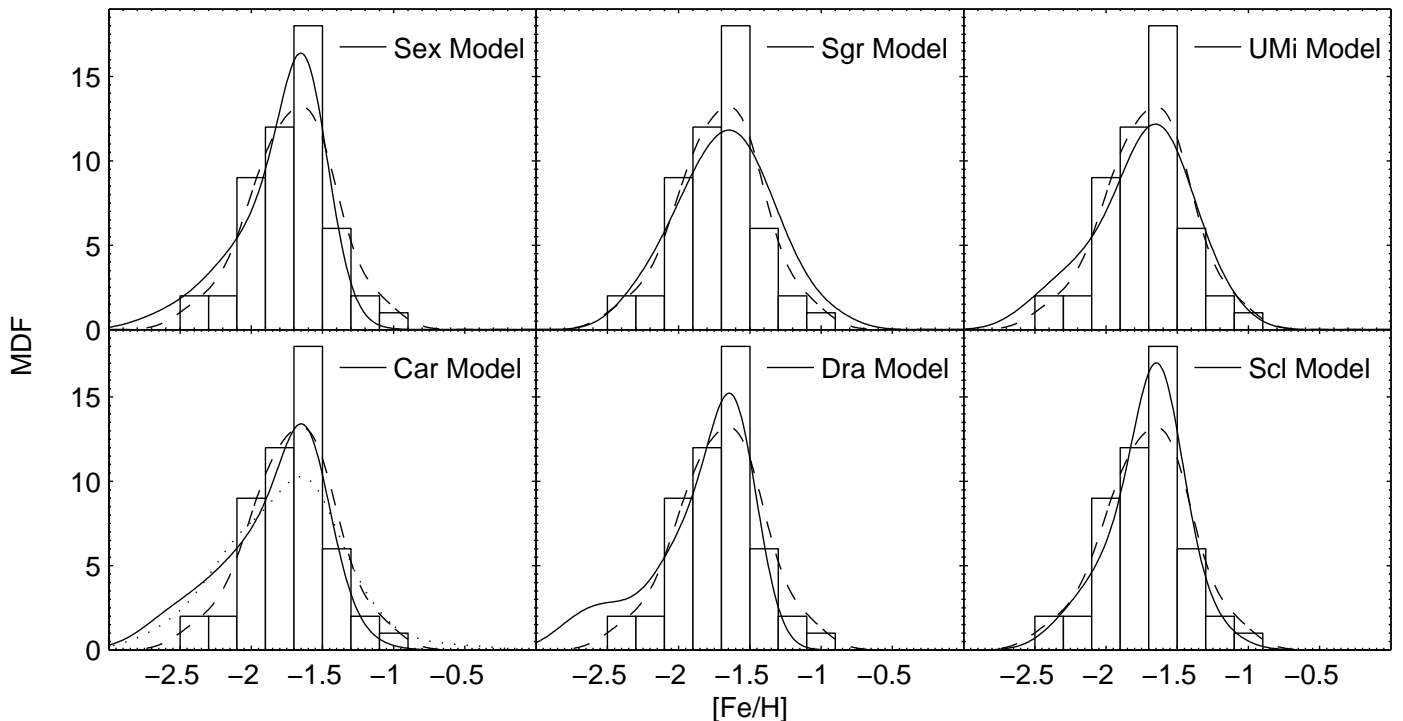 Sex Model
Sgr Model
UMi Model
15
10
5
0
MDF
Car Model
Dra Model
Scl Model
15
10
5
0
−2.5 −2 −1.5 −1 −0.5
−2.5 −2 −1.5 −1 −0.5
−2.5 −2 −1.5 −1 −0.5
[Fe/H]